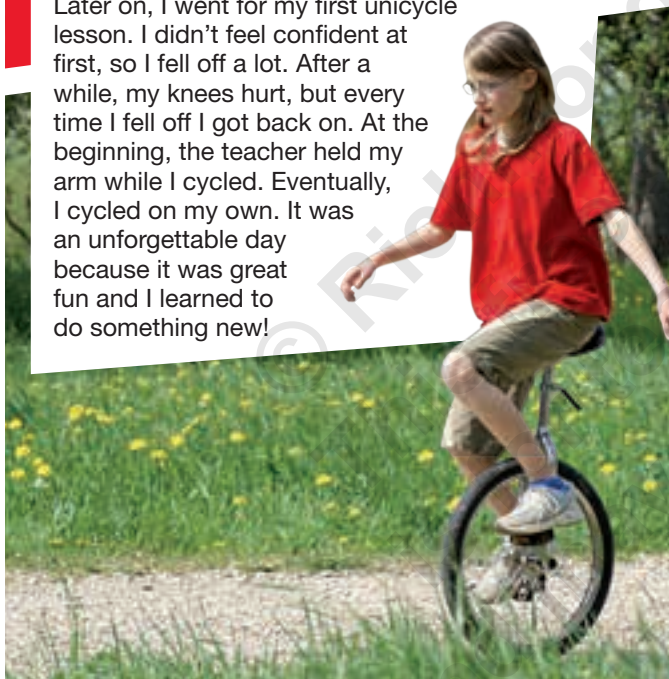 Later on, I went for my first unicycle
lesson. I didn't feel confident at
first, so I fell off a lot. After a
while, my knees hurt, but every
time I fell off I got back on. At the
beginning, the teacher held my
arm while I cycled. Eventually,
I cycled on my own. It was
an unforgettable day
because it was great
fun and I learned to
do something new!